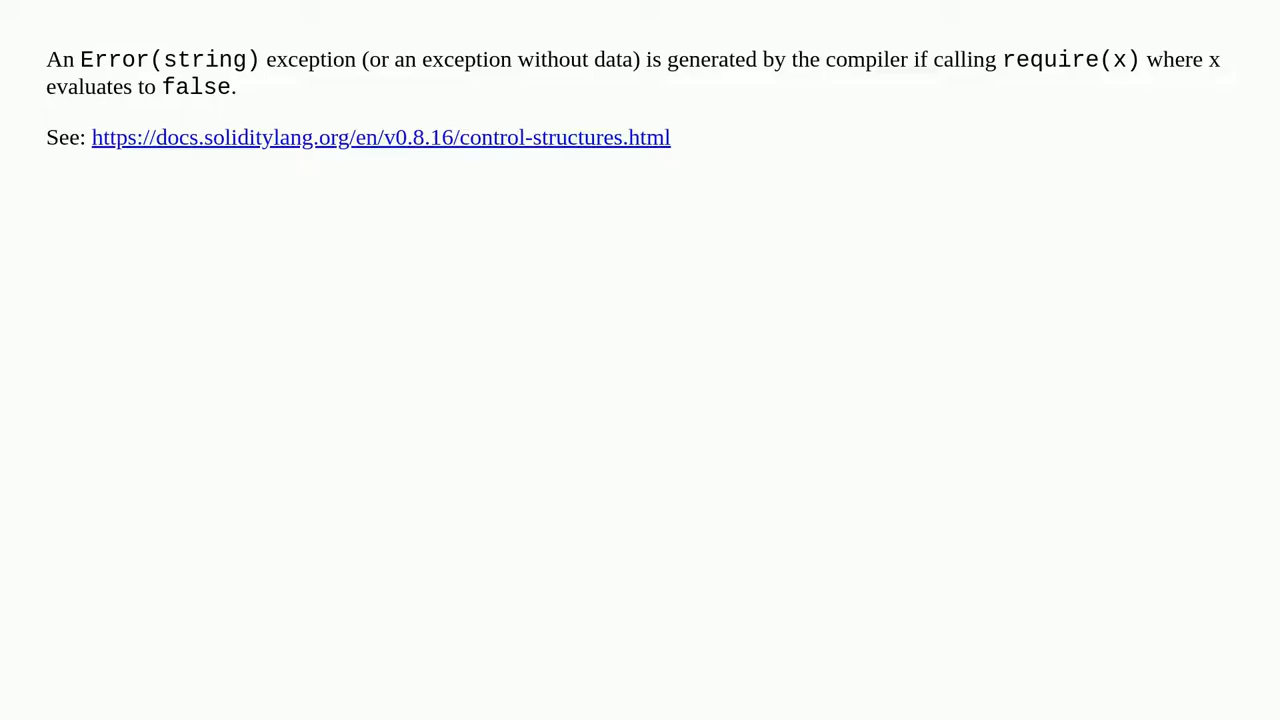 An Error(string) exception (or an exception without data) is generated by the compiler if calling require(x) where x
evaluates to false.
See: https://docs.soliditylang.org/en/v0.8.16/control-structures.html